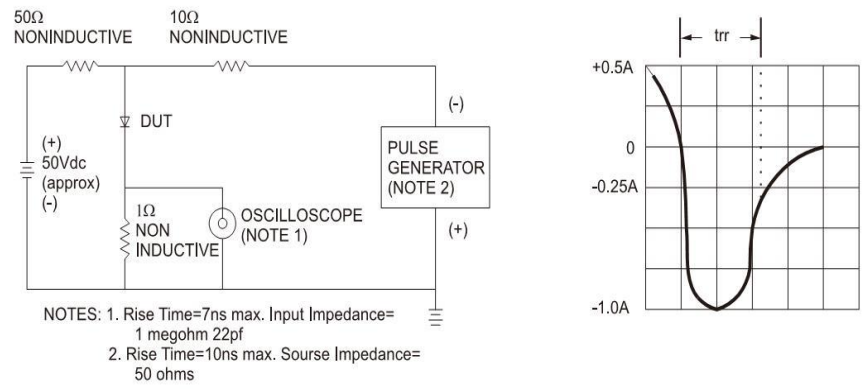 50Ω
NONINDUCTIVE
10Ω
NONINDUCTIVE
DUT
(+)
50Vdc
(approx)
(-)
1Ω
NON
INDUCTIVE
OSCILLOSCOPE
(NOTE 1)
(-)
PULSE
GENERATOR
(NOTE 2)
(+)
NOTES: 1. Rise Time=7ns max. Input Impedance=
1 megohm 22pf
2. Rise Time=10ns max. Sourse Impedance=
50 ohms
trr
+0.5A
0
-0.25A
-1.0A